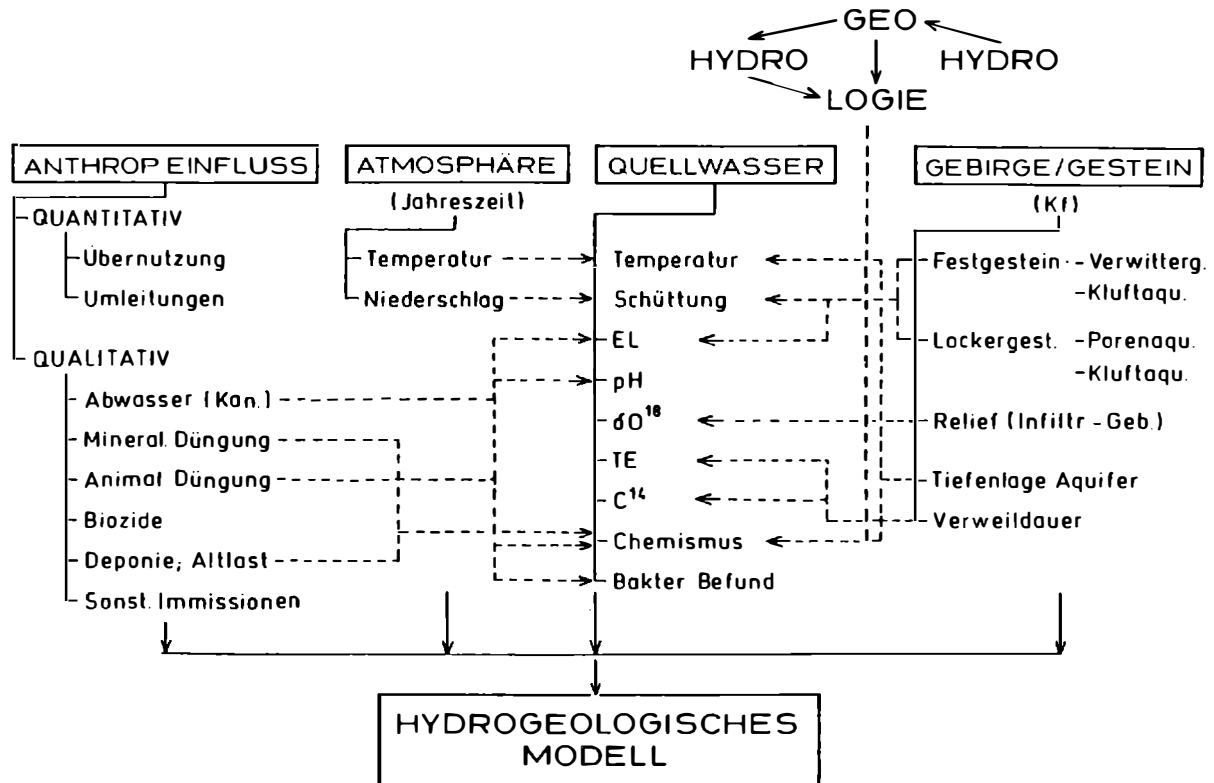 GEO
HYDRO HYDRO
LOGIE
ANTHROP EINFLUSS
QUANTITATIV
Übernutzung
Umleitungen
QUALITATIV
Abwasser (Kan.)
Mineral. Düngung
Animal Düngung
Biozide
Deponie; Altlast
Sonst. Immissionen
ATMOSPHÄRE
(Jahreszeit)
Temperatur
Niederschlag
QUELLWASSER
Temperatur
Schüttung
EL
pH
δO¹⁸
TE
C¹⁴
Chemismus
Bakter Befund
GEBIRGE/GESTEIN
(Kf)
Festgestein - Verwitterg.
- Kluftaqu.
Lockergest. - Porenaqu.
- Kluftaqu.
Relief (Infiltr - Geb.)
Tiefenlage Aquifer
Verweildauer
HYDROGEOLOGISCHES
MODELL